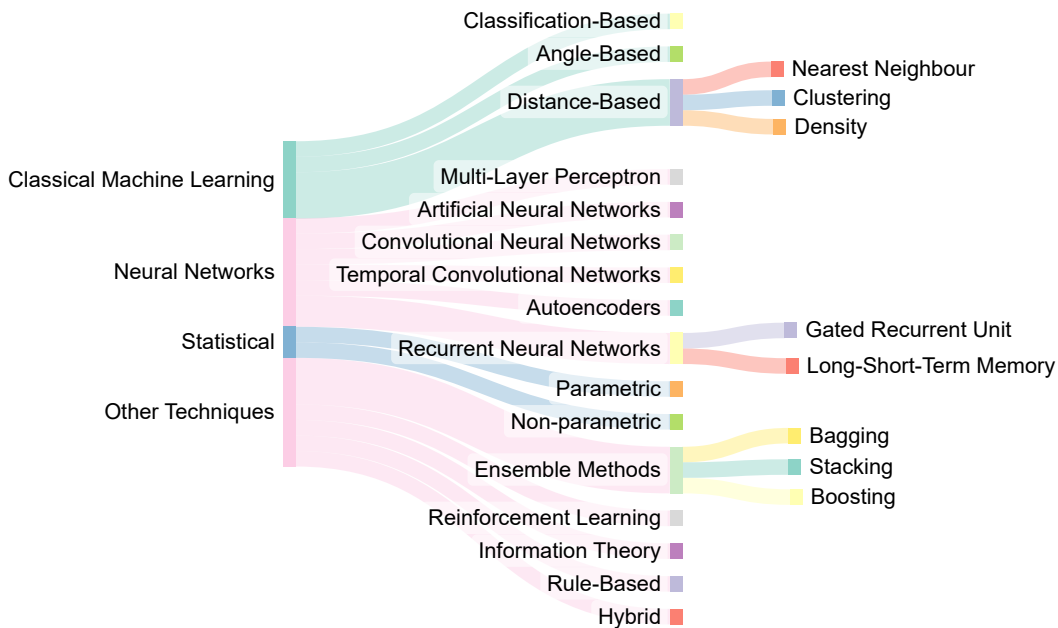 Classification-Based
Angle-Based
Distance-Based
Nearest Neighbour
Clustering
Density
Classical Machine Learning
Multi-Layer Perceptron
Artificial Neural Networks
Convolutional Neural Networks
Neural Networks
Temporal Convolutional Networks
Autoencoders
Gated Recurrent Unit
Statistical
Recurrent Neural Networks
Long-Short-Term Memory
Parametric
Other Techniques
Non-parametric
Bagging
Ensemble Methods
Stacking
Boosting
Reinforcement Learning
Information Theory
Rule-Based
Hybrid